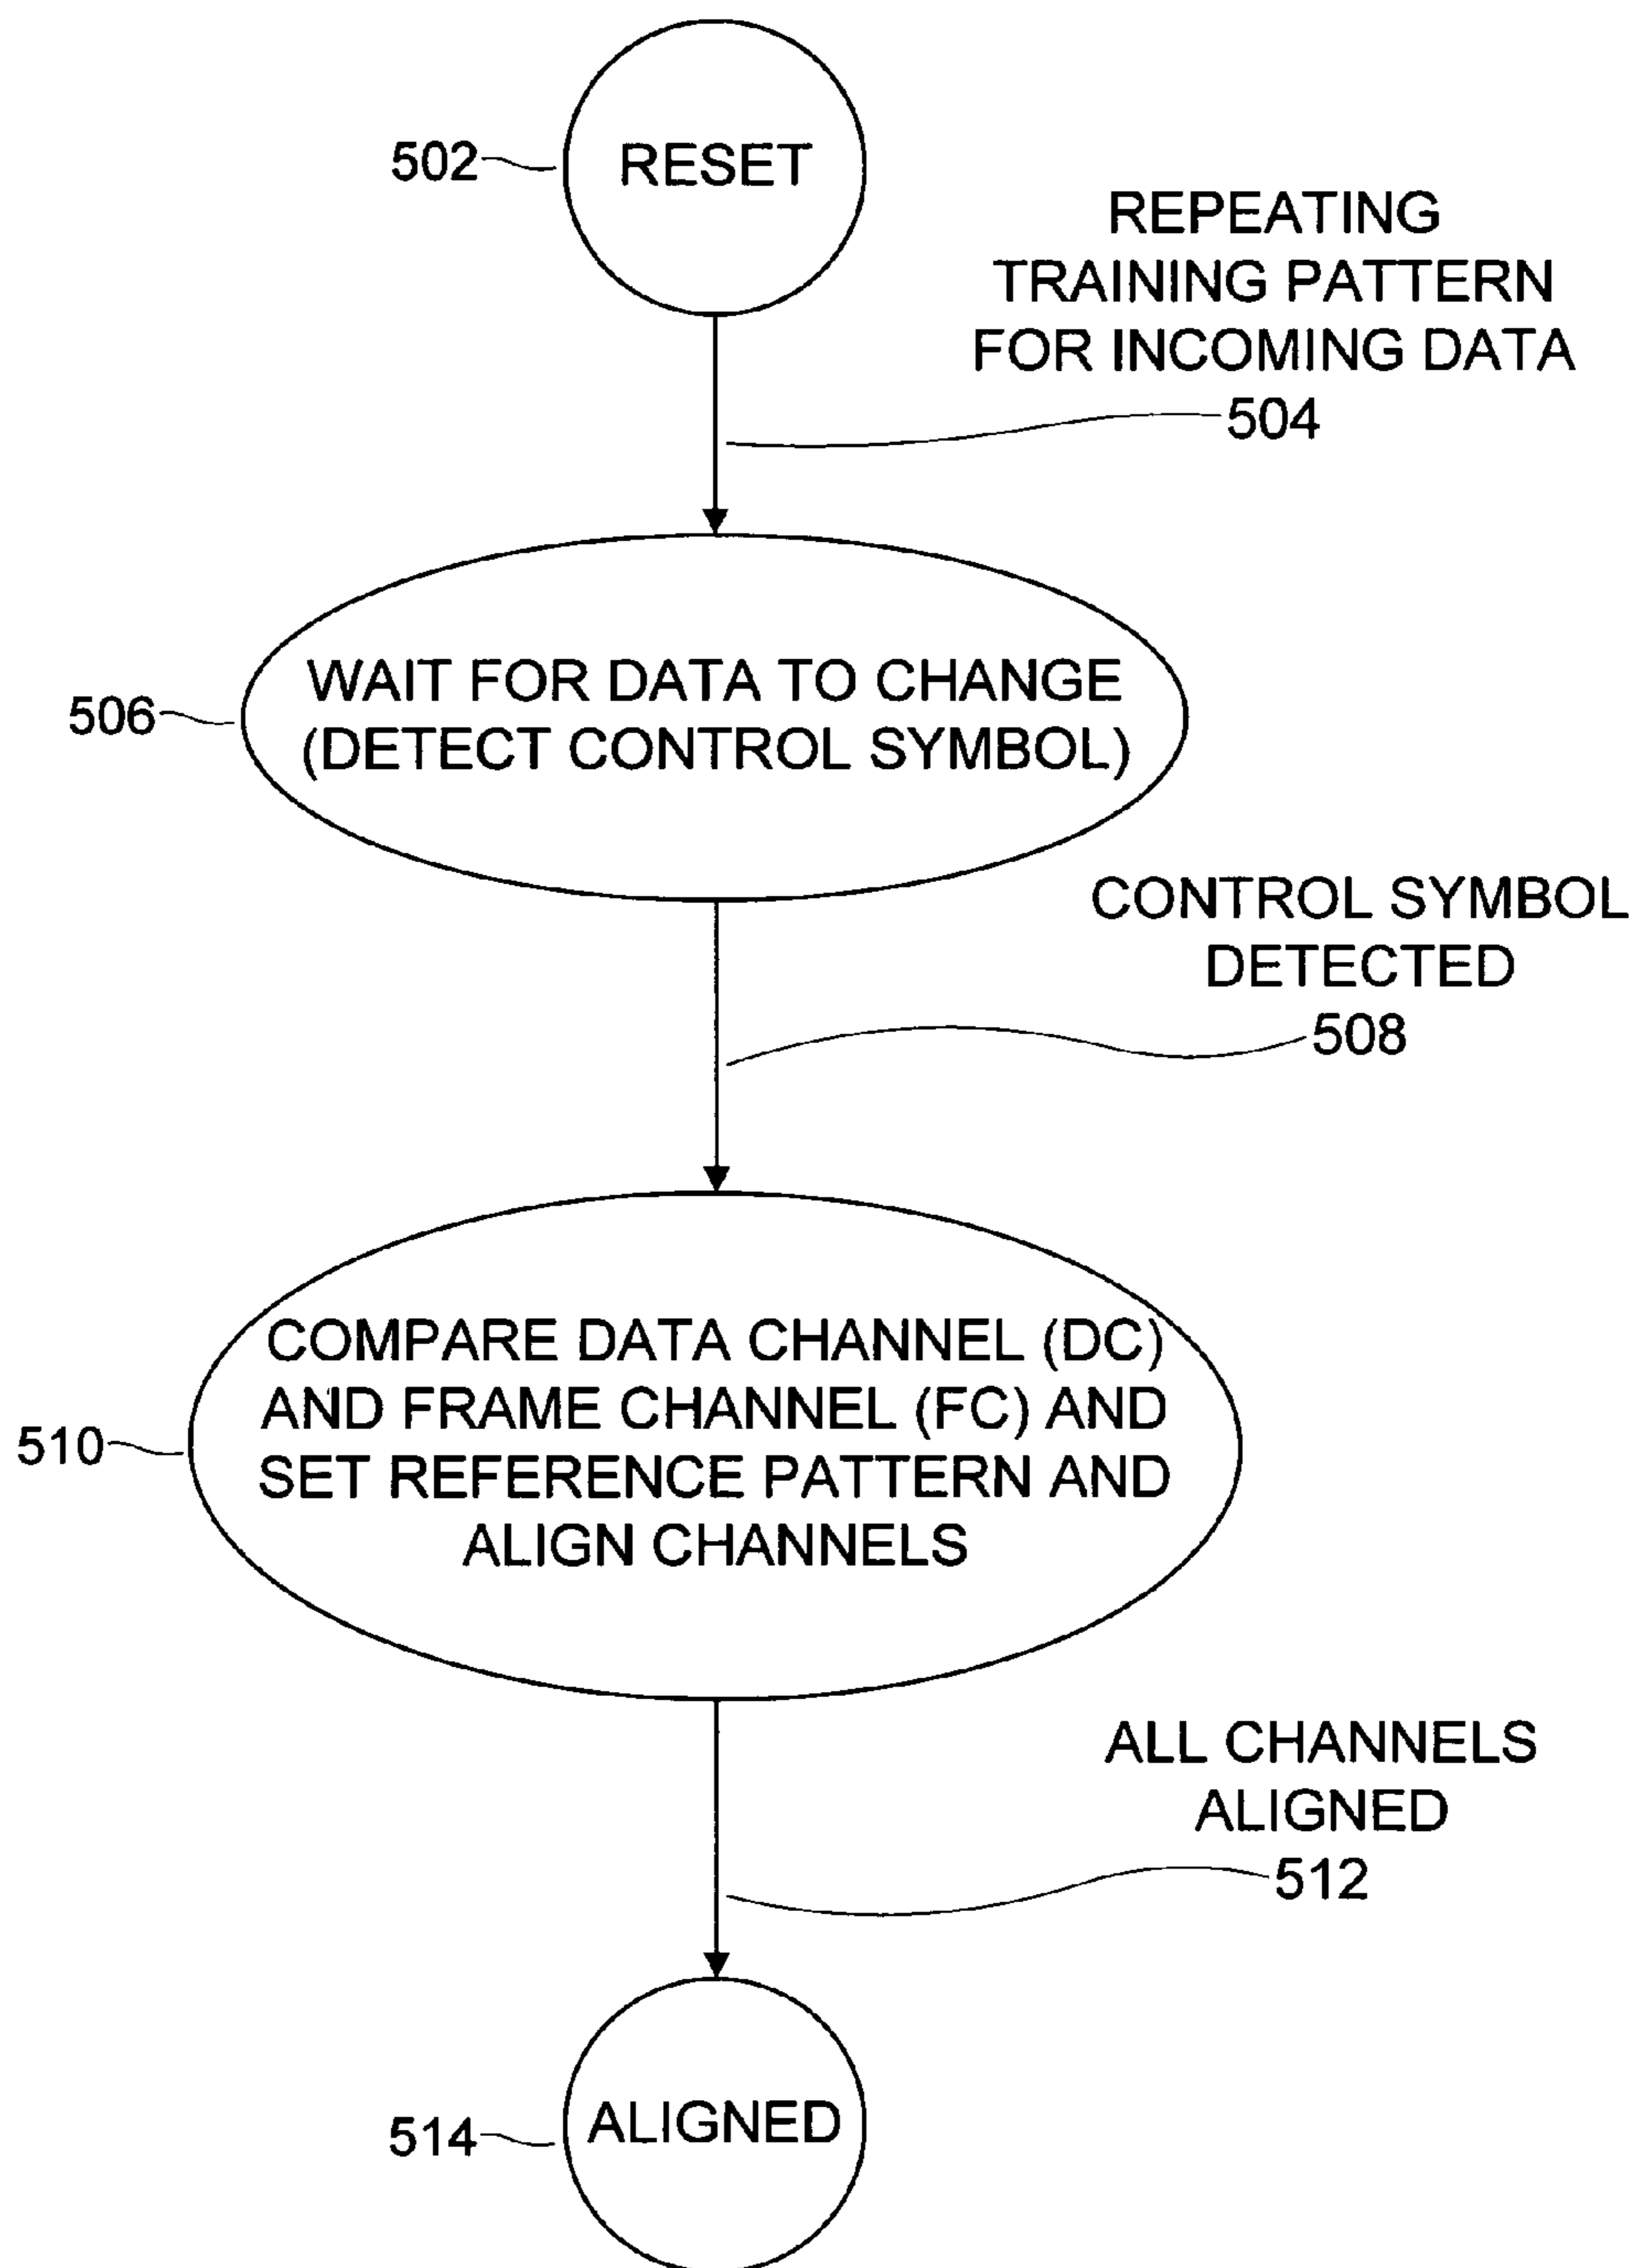 502
RESET
REPEATING
TRAINING PATTERN
FOR INCOMING DATA
504
506
WAIT FOR DATA TO CHANGE
(DETECT CONTROL SYMBOL)
CONTROL SYMBOL
DETECTED
508
510
COMPARE DATA CHANNEL (DC)
AND FRAME CHANNEL (FC) AND
SET REFERENCE PATTERN AND
ALIGN CHANNELS
ALL CHANNELS
ALIGNED
512
514
ALIGNED